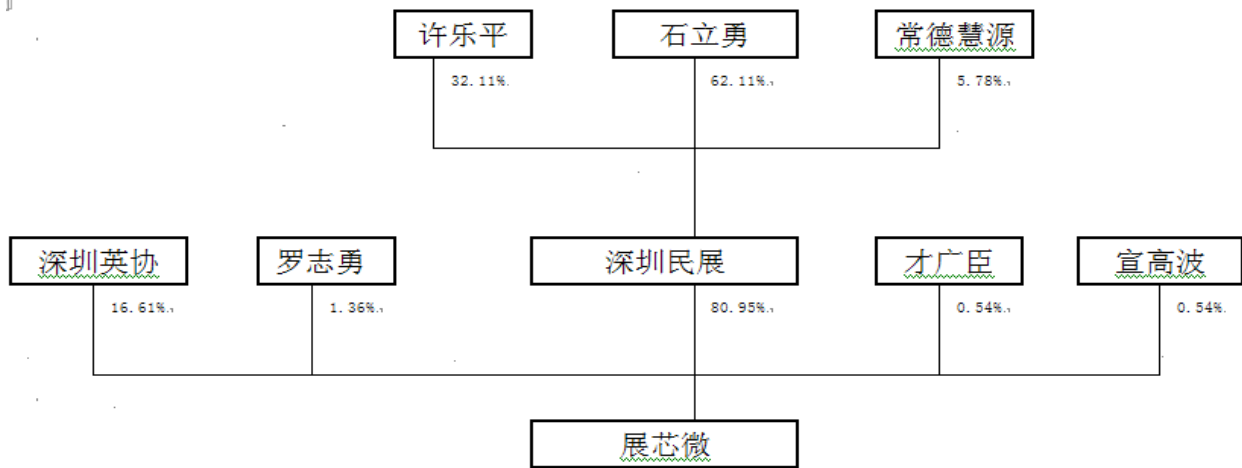 许乐平 石立勇 常德慧源
32.11% 62.11% 5.78%
深圳英协 罗志勇 深圳民展 才广臣 宣高波
16.61% 1.36% 80.95% 0.54% 0.54%
展芯微